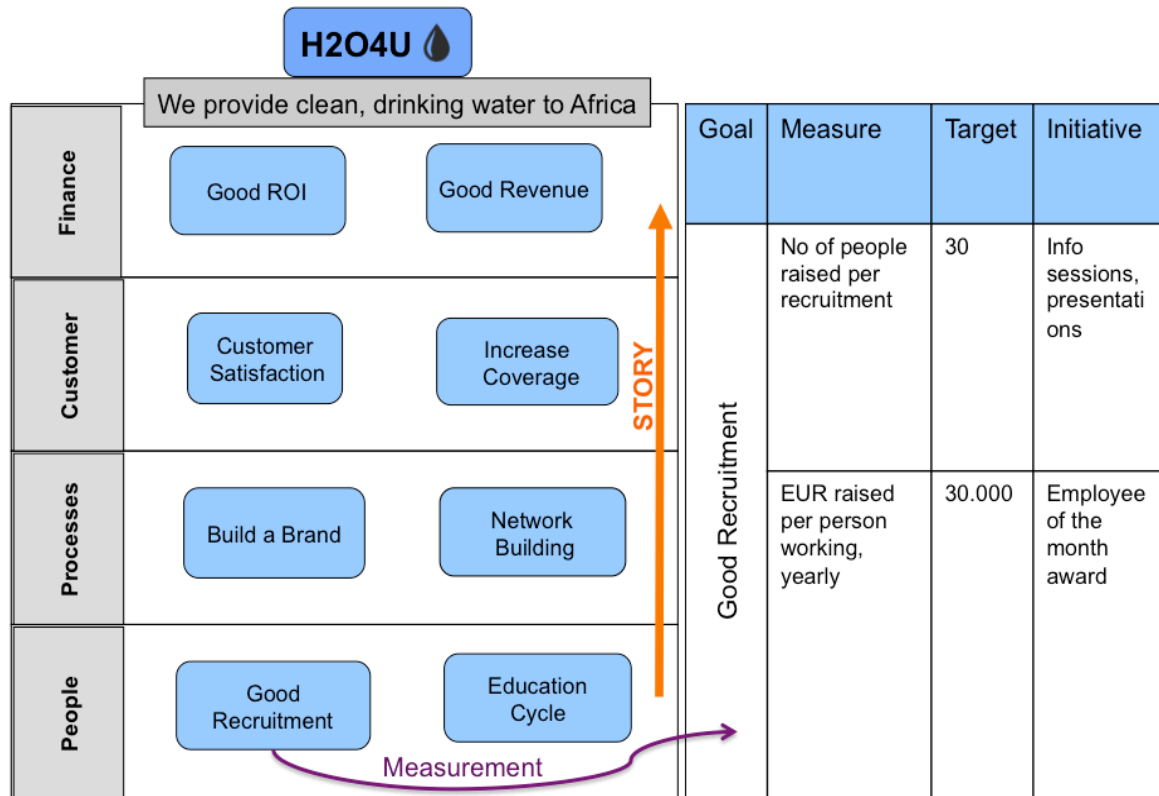 H2O4U
We provide clean, drinking water to Africa
Finance
Good ROI
Good Revenue
Customer
Customer
Satisfaction
Increase
Coverage
Processes
Build a Brand
Network
Building
People
Good
Recruitment
Education
Cycle
STORY
Measurement
Goal
Measure
Target
Initiative
Good Recruitment
No of people
raised per
recruitment
30
Info
sessions,
presentati
ons
EUR raised
per person
working,
yearly
30.000
Employee
of the
month
award